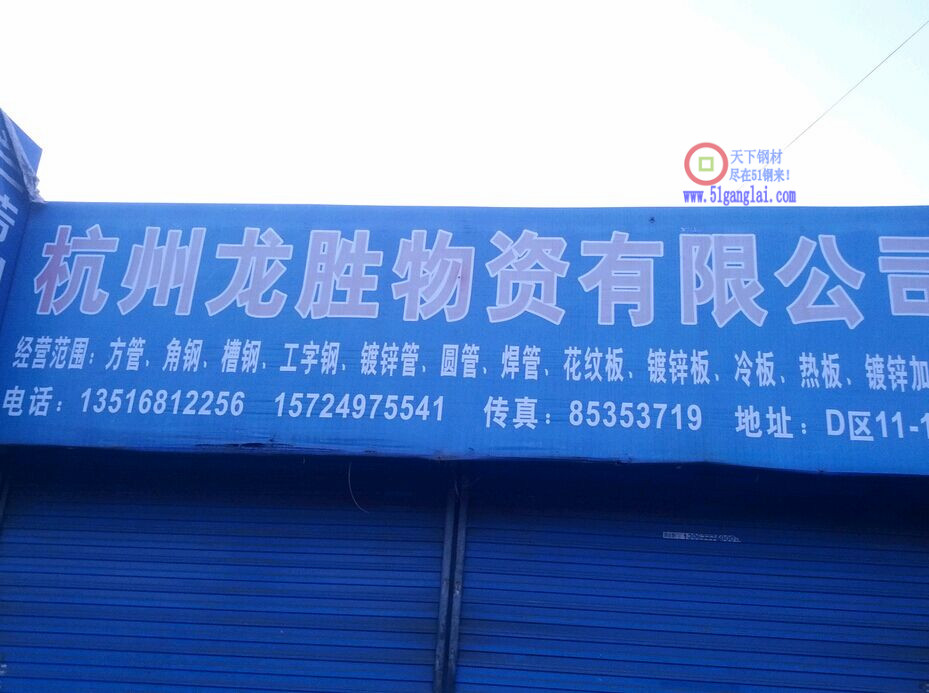 天下钢材
尽在51钢来!
www.51ganglai.com
杭州龙胜物资有限公司
经营范围：方管、角钢、槽钢、工字钢、镀锌管、圆管、焊管、花纹板、镀锌板、冷板、热板、镀锌加
电话：13516812256 15724975541 传真：85353719 地址：D区11-1